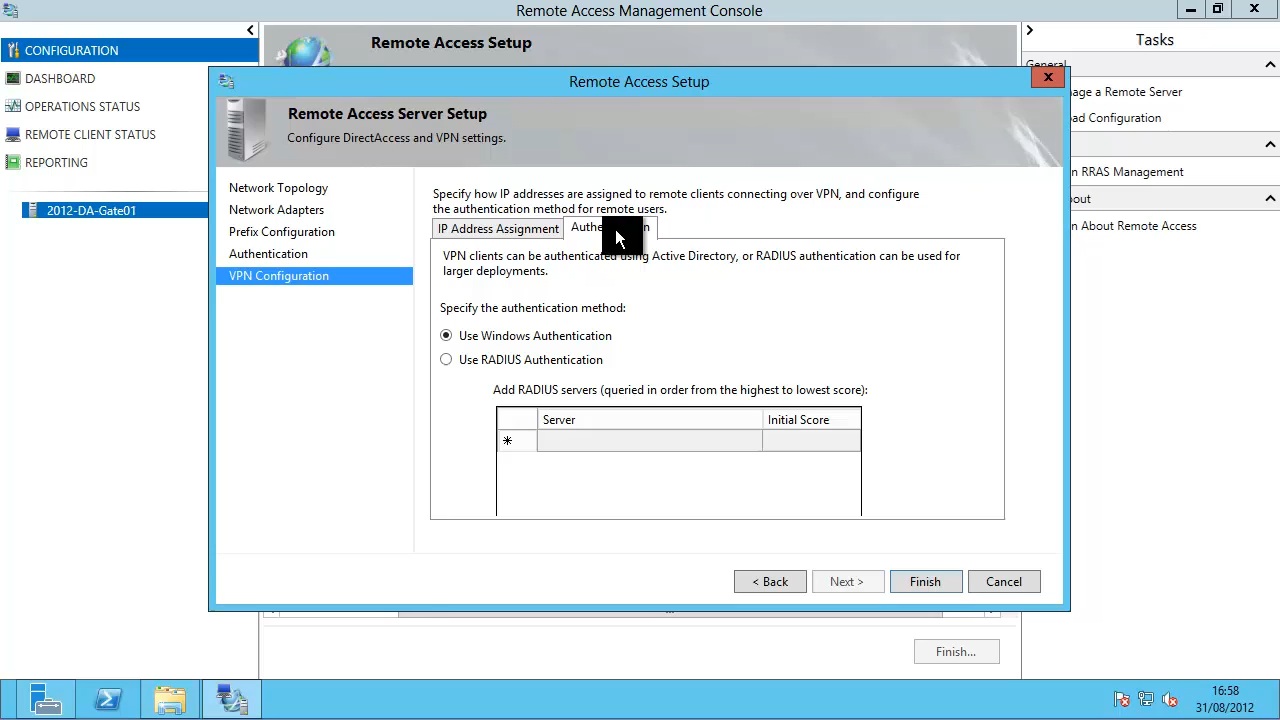 Remote Access Management Console
CONFIGURATION
DASHBOARD
OPERATIONS STATUS
REMOTE CLIENT STATUS
REPORTING
2012-DA-Gate01
Remote Access Setup
Tasks
General
age a Remote Server
ad Configuration
n RRAS Management
out
n About Remote Access
Remote Access Setup
Remote Access Server Setup
Configure DirectAccess and VPN settings.
Network Topology
Network Adapters
Prefix Configuration
Authentication
VPN Configuration
Specify how IP addresses are assigned to remote clients connecting over VPN, and configure
the authentication method for remote users.
IP Address Assignment
VPN clients can be authenticated using Active Directory, or RADIUS authentication can be used for
larger deployments.
Specify the authentication method:
Use Windows Authentication
Use RADIUS Authentication
Add RADIUS servers (queried in order from the highest to lowest score):
Server Initial Score
< Back Next > Finish Cancel
Finish...
16:58
31/08/2012